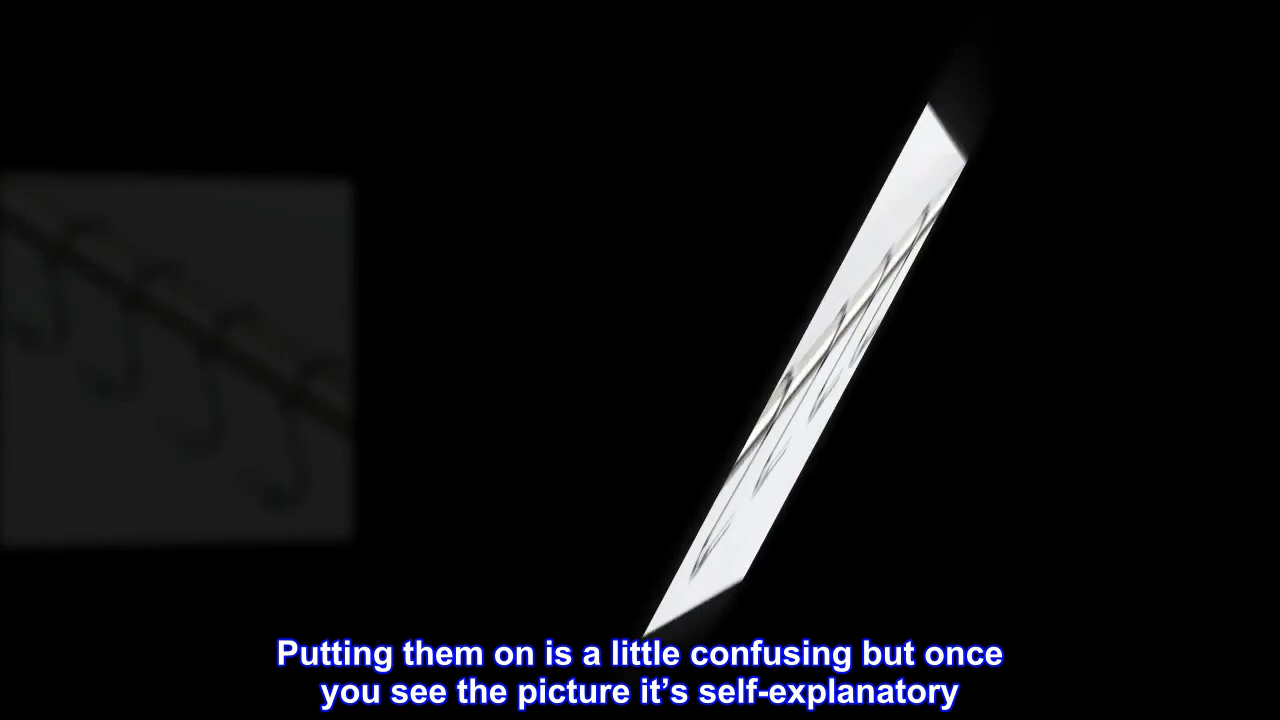 Putting them on is a little confusing but once
you see the picture it’s self-explanatory